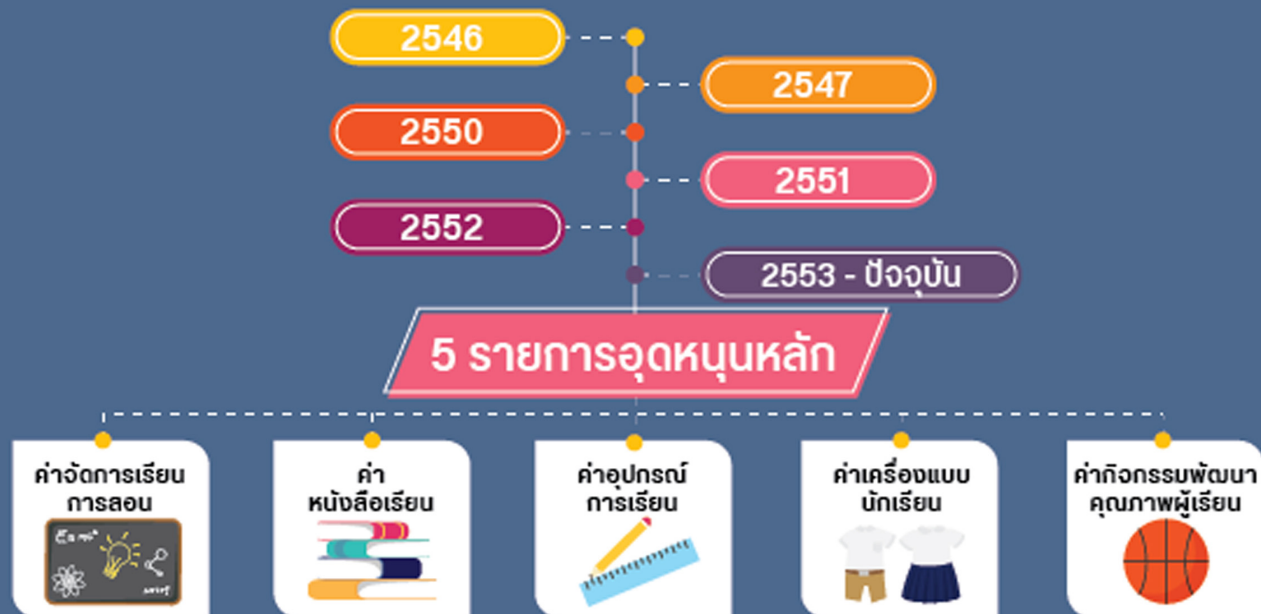 2546
2547
2550
2551
2552
2553 - ปัจจุบัน
5 รายการอุดหนุนหลัก
ค่าจัดการเรียน
การสอน
ค่า
หนังสือเรียน
ค่าอุปกรณ์
การเรียน
ค่าเครื่องแบบ
นักเรียน
ค่ากิจกรรมพัฒนา
คุณภาพผู้เรียน